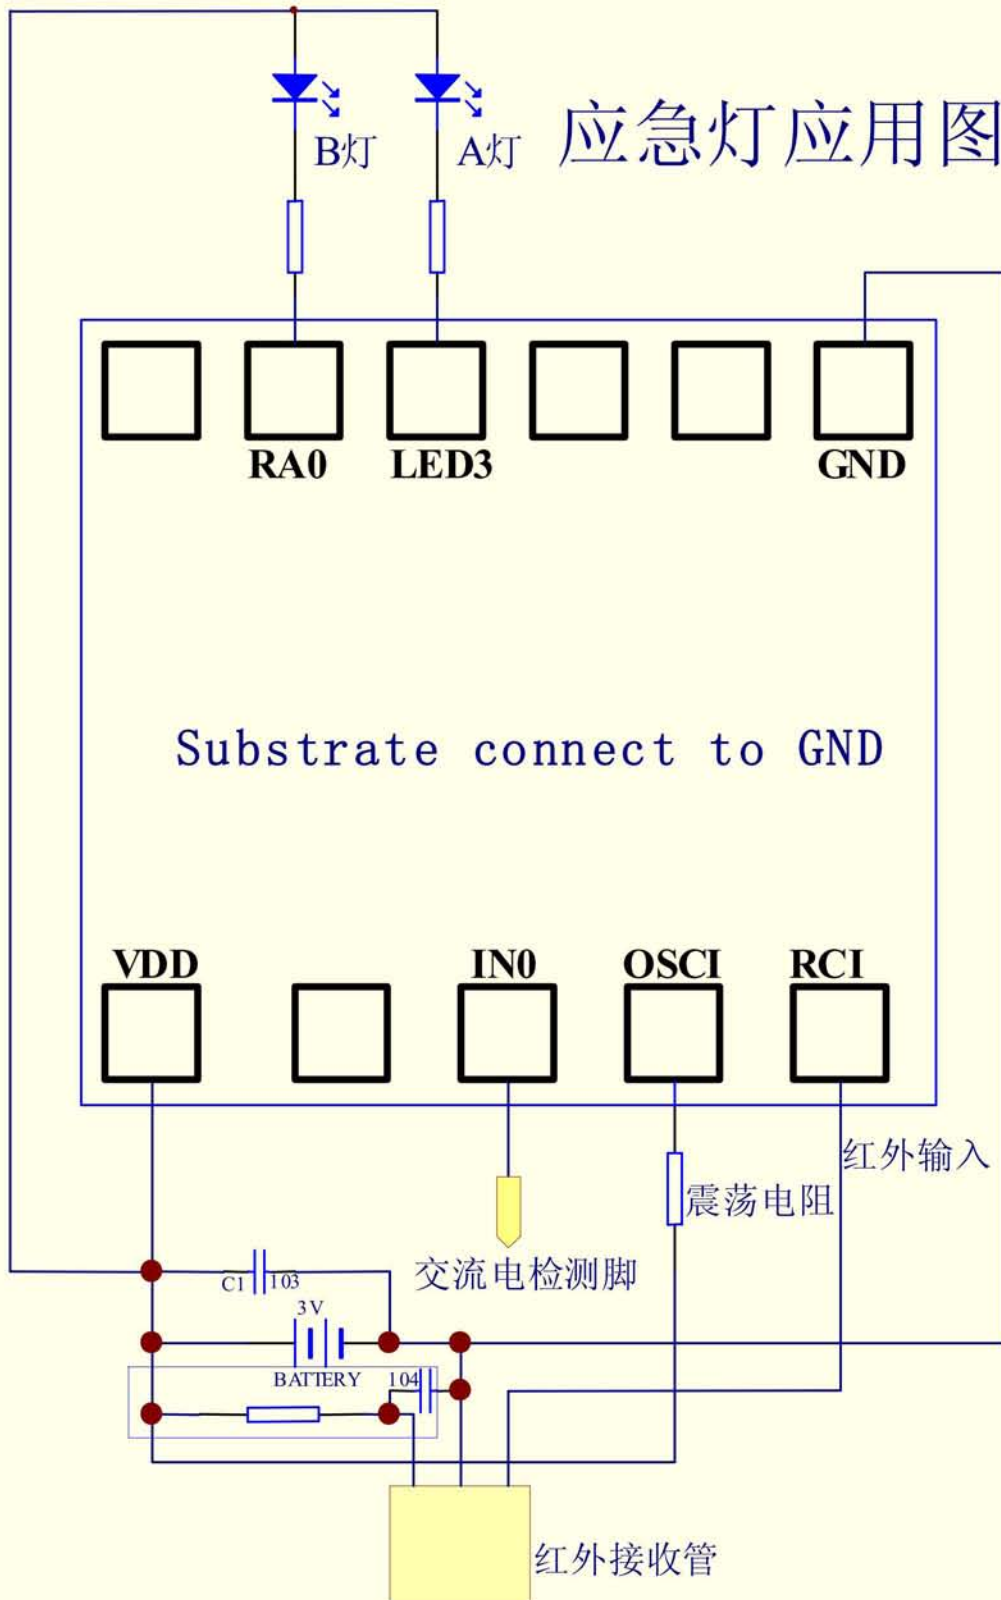 应急灯应用图
B灯
A灯
RA0
LED3
GND
Substrate connect to GND
VDD
IN0
OSCI
RCI
红外输入
震荡电阻
交流电检测脚
C1
103
3V
BATTERY
104
红外接收管